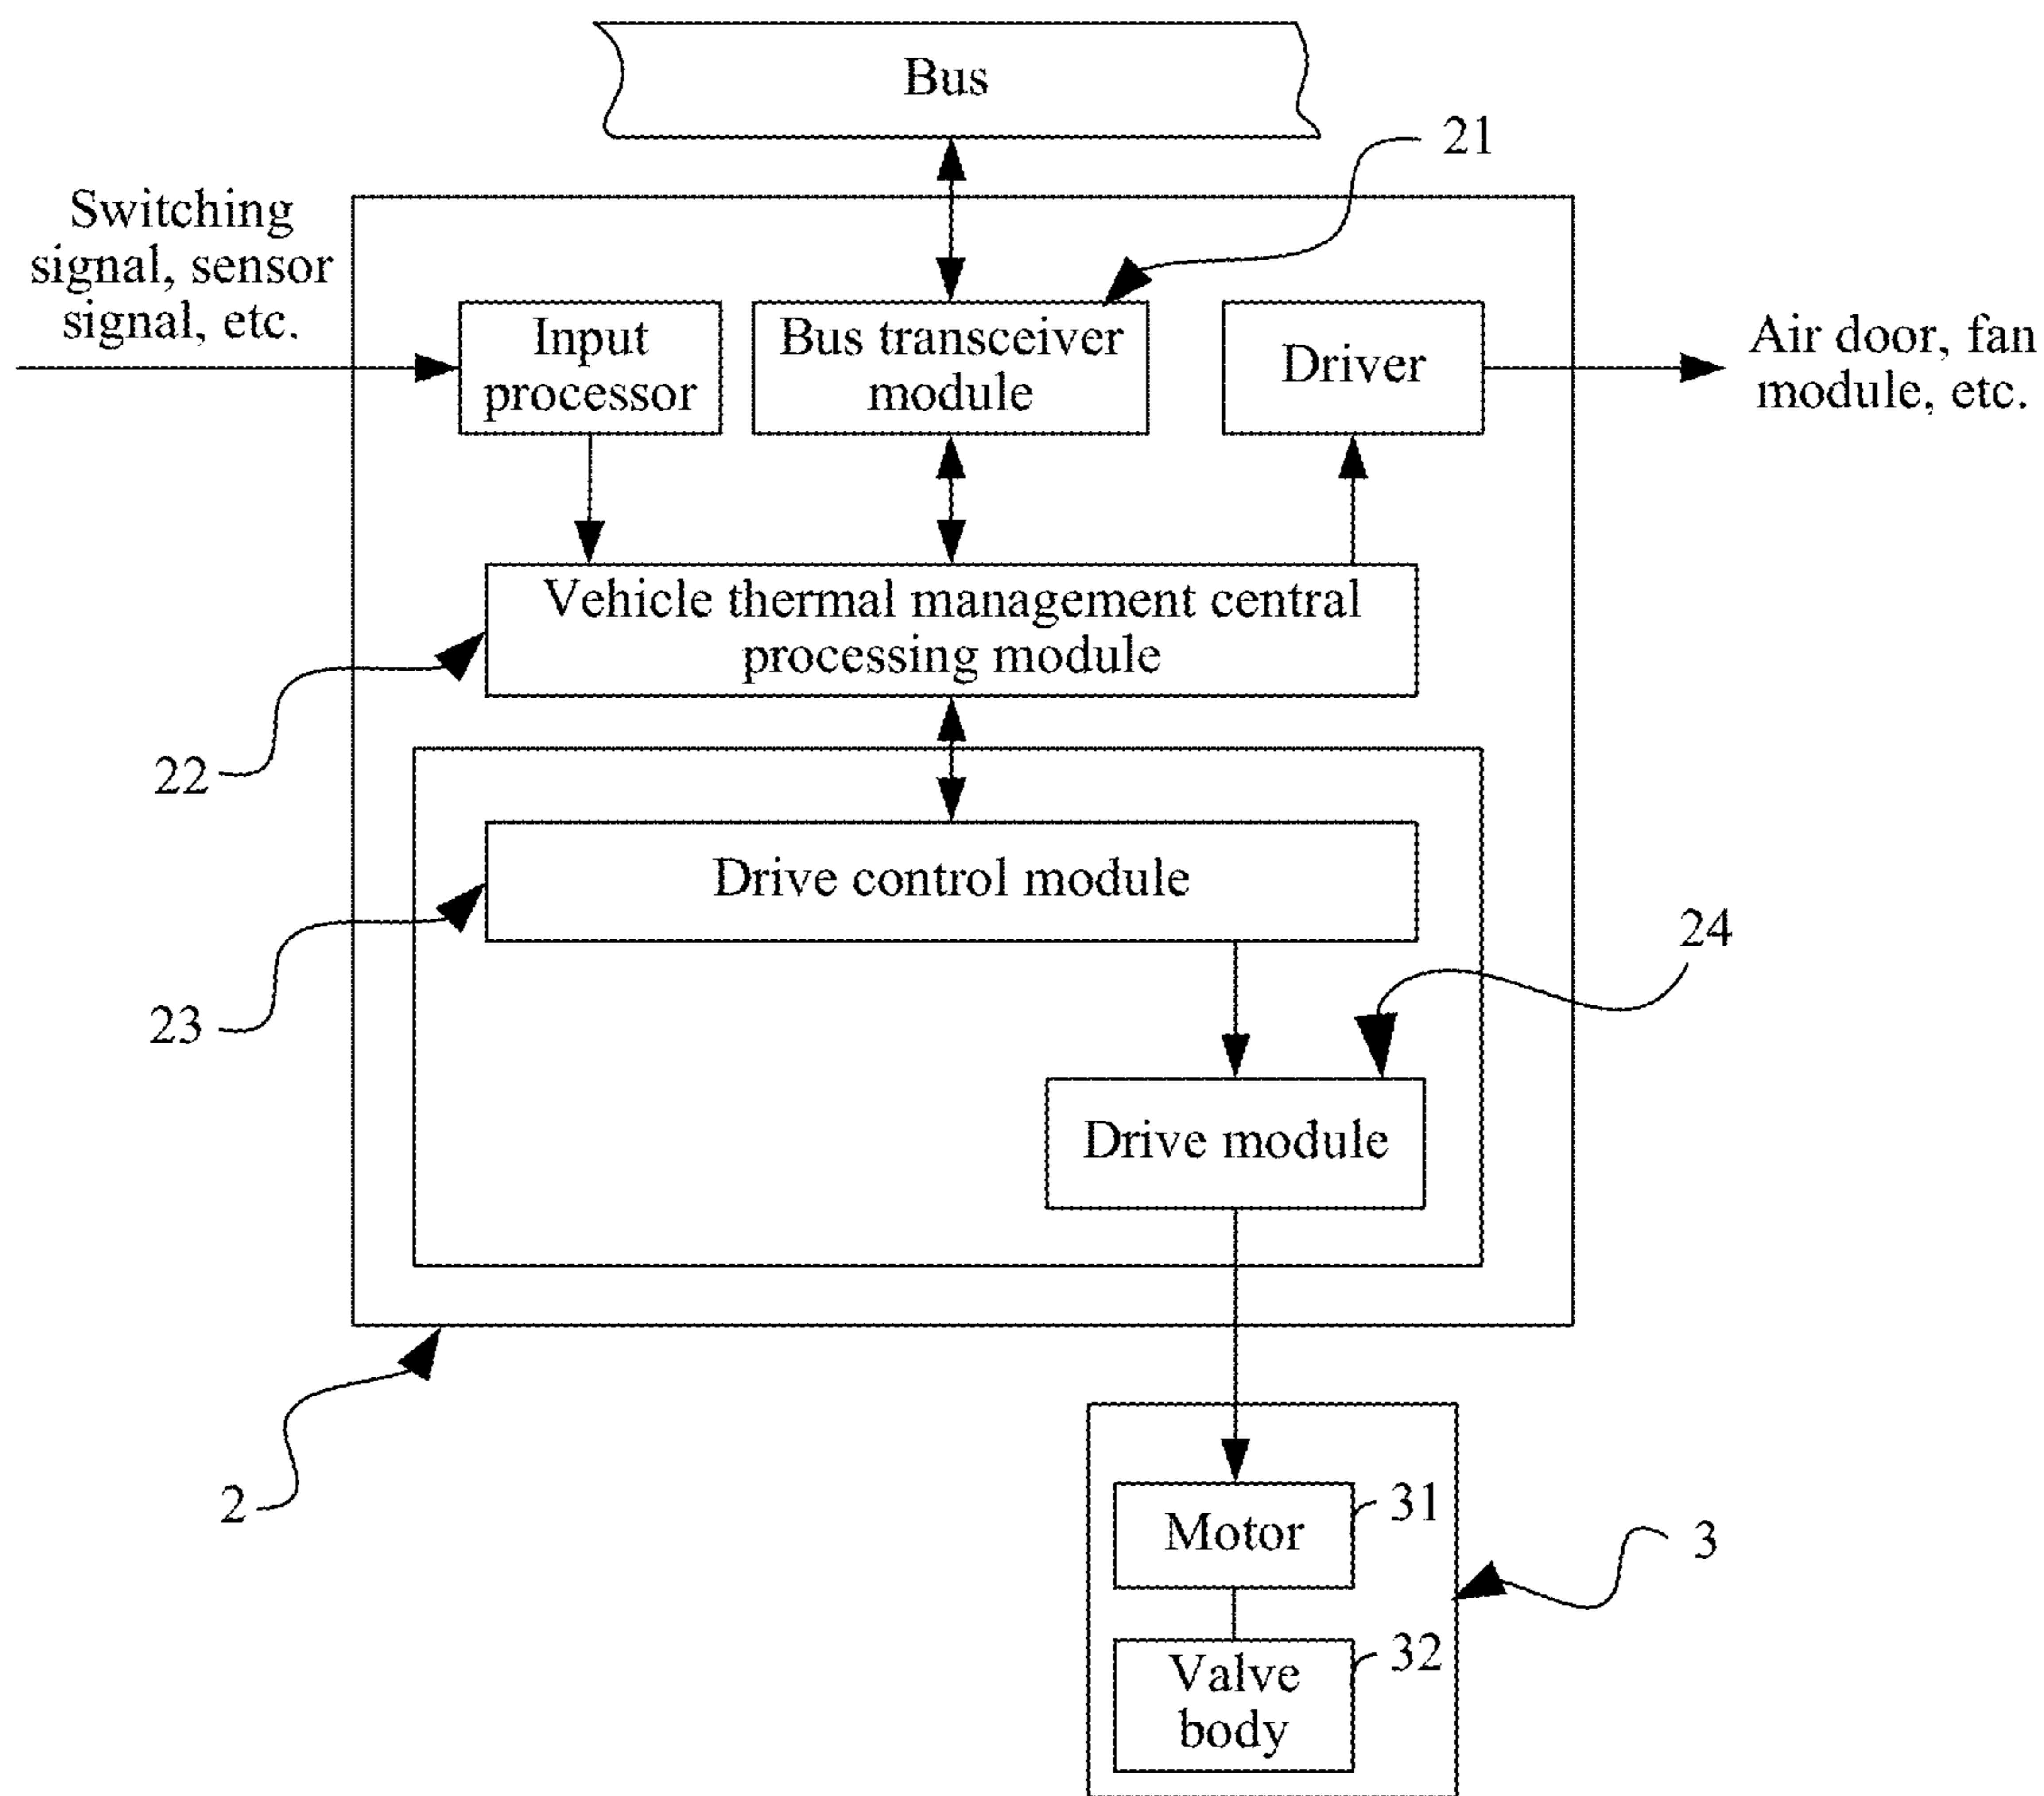 Bus
21
Switching
signal, sensor
signal, etc.
Input
processor
Bus transceiver
module
Driver
Air door, fan
module, etc.
Vehicle thermal management central
processing module
22
Drive control module
23
24
Drive module
2
Motor
31
3
Valve
body
32